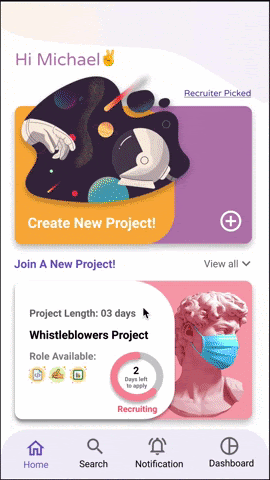 Hi Michael✌️
Recruiter Picked
Create New Project!
Join A New Project!
View all
Project Length: 03 days
Whistleblowers Project
Role Available:
2
Days left
to apply
Recruiting
Home
Search
Notification
Dashboard